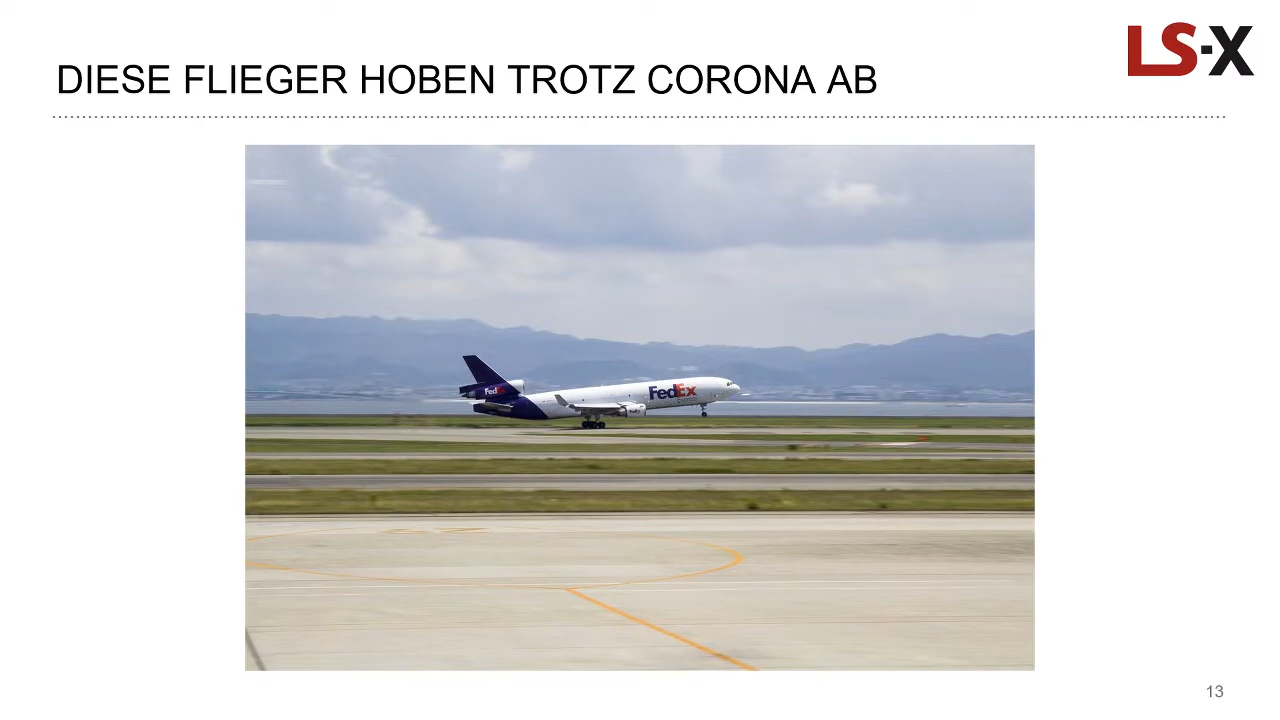 LS-X
DIESE FLIEGER HOBEN TROTZ CORONA AB
FedEx
FedEx
13